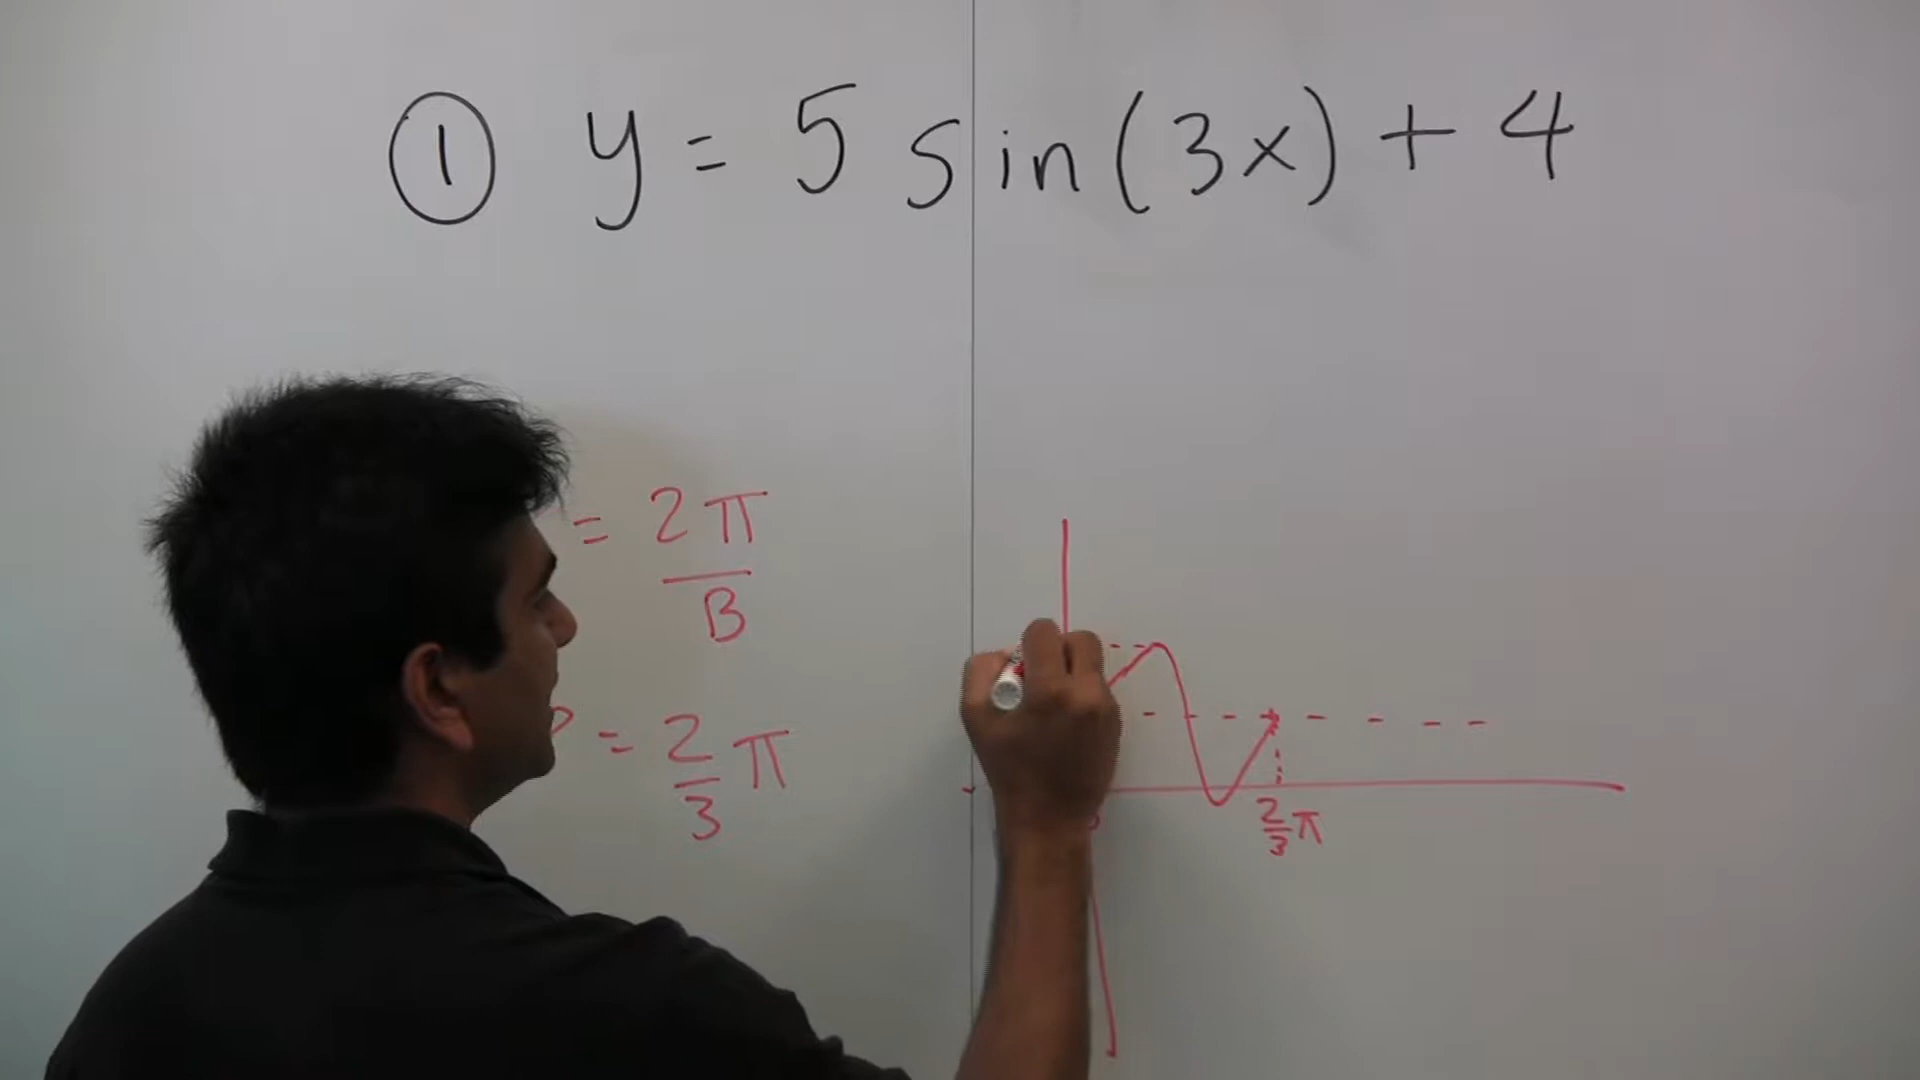 ① y = 5 sin(3x) + 4
= 2π
B
P = 2/3 π
2/3 π